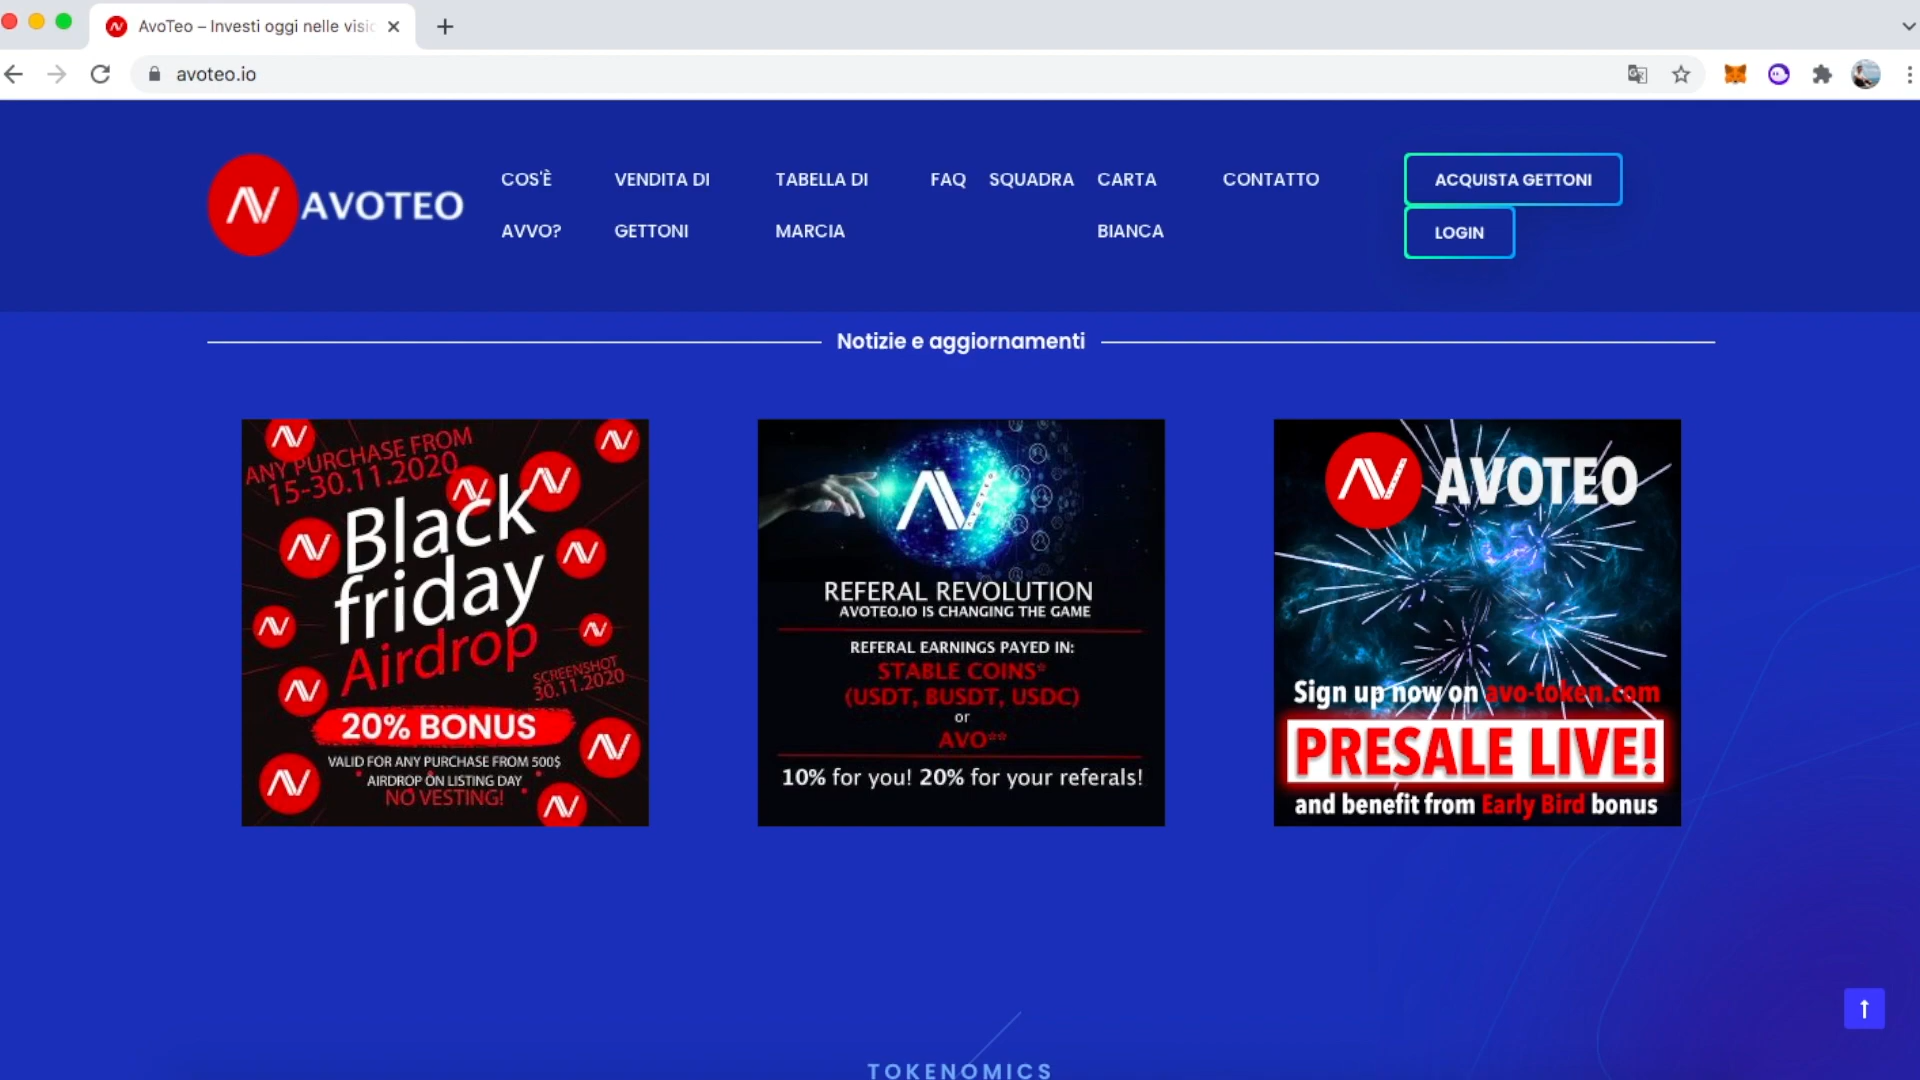 AvoTeo – Investi oggi nelle visio
avoteo.io
AVOTEO
COS'È AVVO?
VENDITA DI GETTONI
TABELLA DI MARCIA
FAQ
SQUADRA
CARTA BIANCA
CONTATTO
ACQUISTA GETTONI
LOGIN
Notizie e aggiornamenti
ANY PURCHASE FROM
15-30.11.2020
Black
friday
Airdrop
SCREENSHOT
30.11.2020
20% BONUS
VALID FOR ANY PURCHASE FROM 500$
AIRDROP ON LISTING DAY
NO VESTING!
AVOTEO
REFERAL REVOLUTION
AVOTEO.IO IS CHANGING THE GAME
REFERAL EARNINGS PAYED IN:
STABLE COINS*
(USDT, BUSDT, USDC)
or
AVO**
10% for you! 20% for your referals!
AVOTEO
Sign up now on avo-token.com
PRESALE LIVE!
and benefit from Early Bird bonus
TOKENOMICS